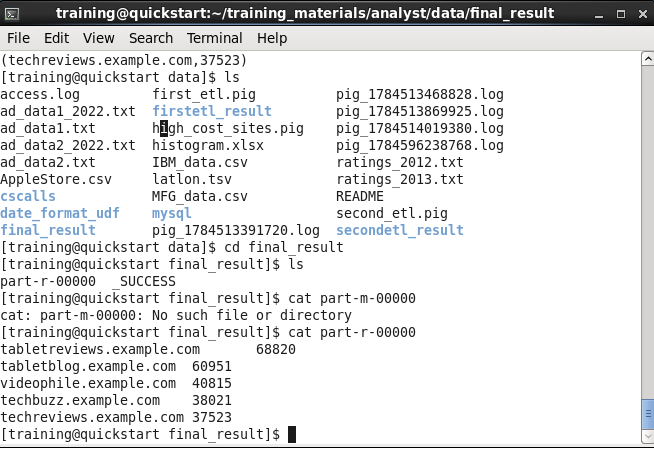 training@quickstart:~/training_materials/analyst/data/final_result
File Edit View Search Terminal Help
(techreviews.example.com,37523)
[training@quickstart data]$ ls
access.log first_etl.pig pig_1784513468828.log
ad_data1_2022.txt firstetl_result pig_1784513869925.log
ad_data1.txt high_cost_sites.pig pig_1784514019380.log
ad_data2_2022.txt histogram.xlsx pig_1784596238768.log
ad_data2.txt IBM_data.csv ratings_2012.txt
AppleStore.csv latlon.tsv ratings_2013.txt
cscalls MFG_data.csv README
date_format_udf mysql second_etl.pig
final_result pig_1784513391720.log secondetl_result
[training@quickstart data]$ cd final_result
[training@quickstart final_result]$ ls
part-r-00000 _SUCCESS
[training@quickstart final_result]$ cat part-m-00000
cat: part-m-00000: No such file or directory
[training@quickstart final_result]$ cat part-r-00000
tabletreviews.example.com 68820
tabletblog.example.com 60951
videophile.example.com 40815
techbuzz.example.com 38021
techreviews.example.com 37523
[training@quickstart final_result]$